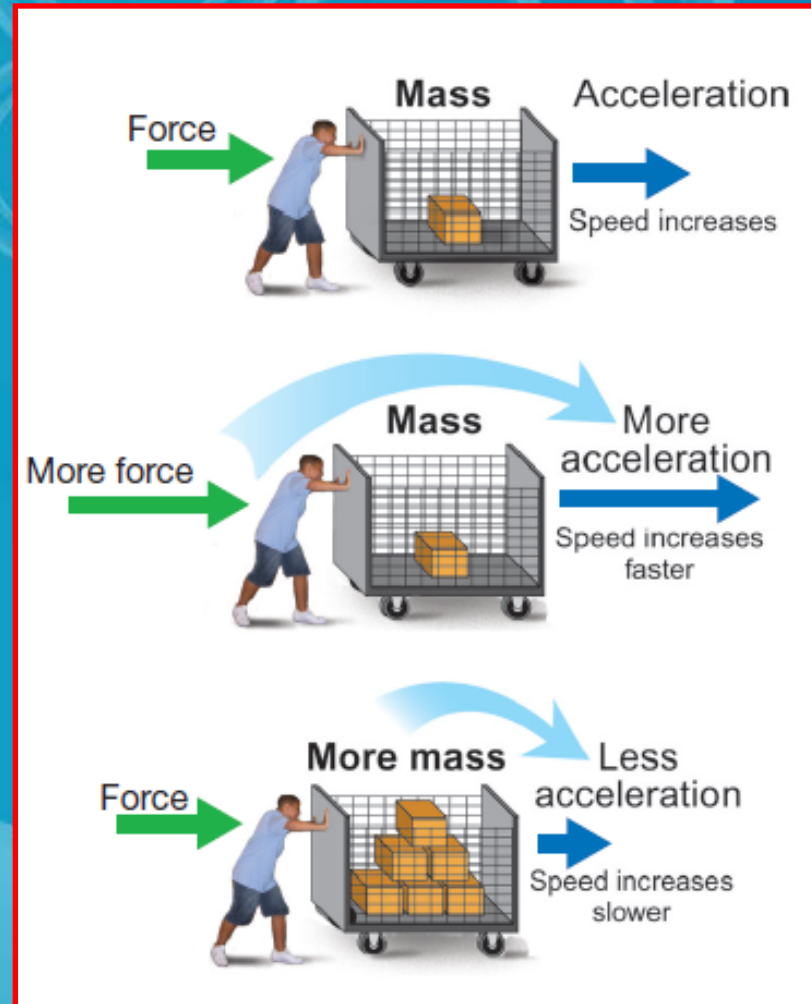 Force
Mass
Acceleration
Speed increases
More force
Mass
More
acceleration
Speed increases
faster
Force
More mass
Less
acceleration
Speed increases
slower